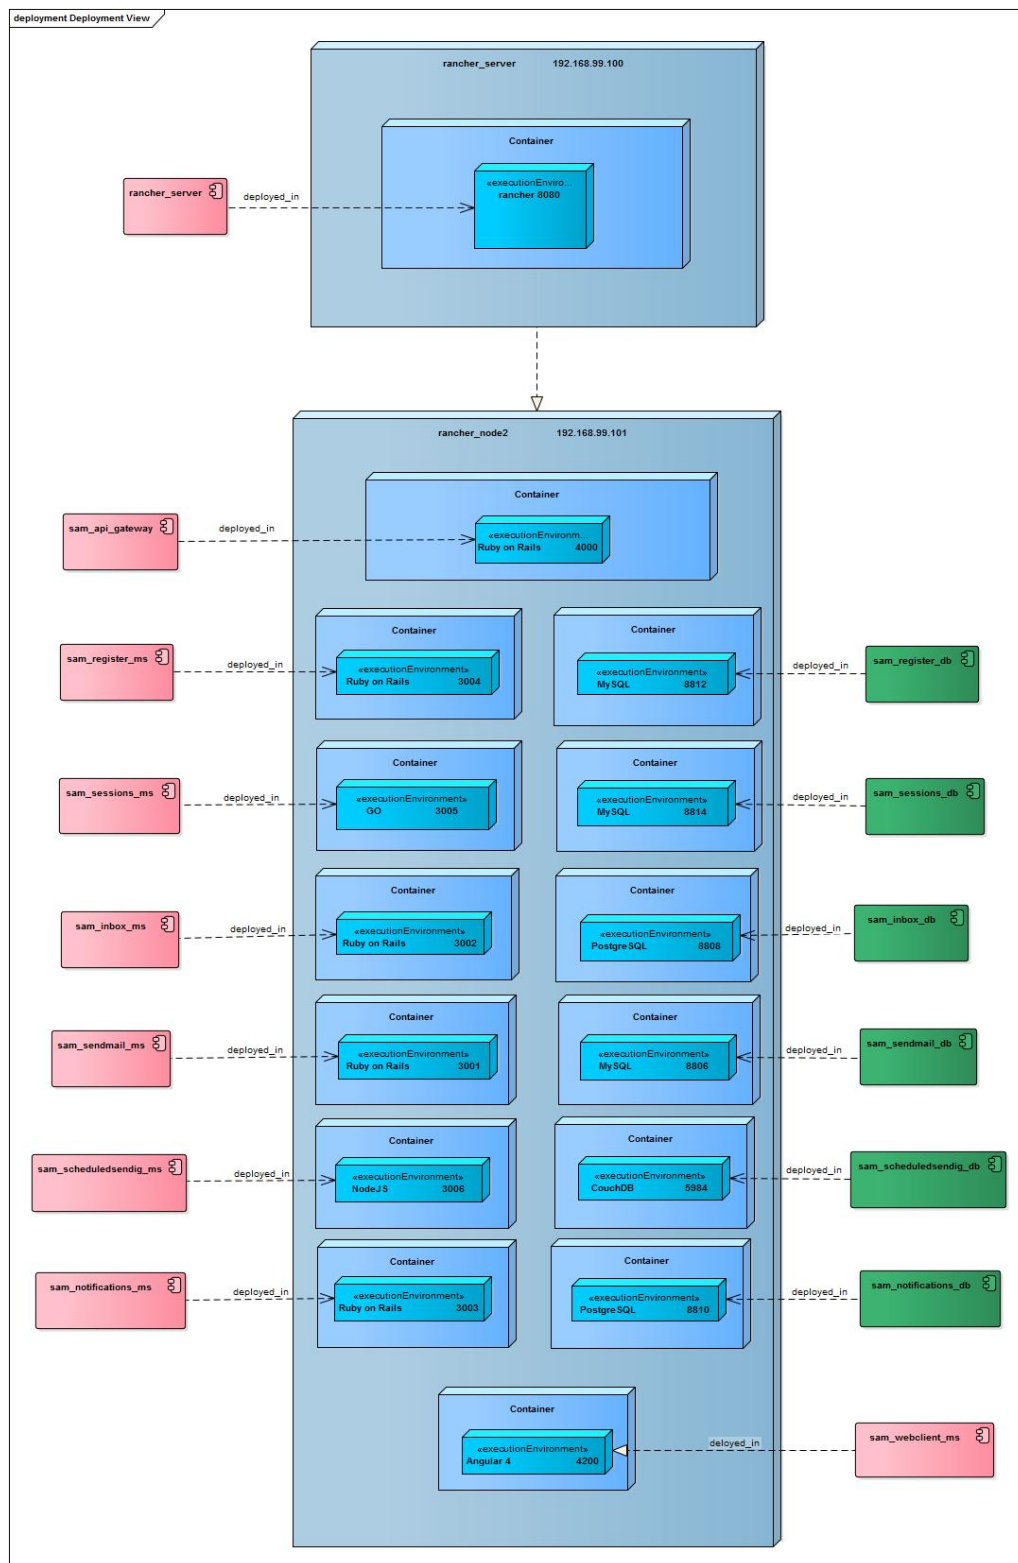 deployment Deployment View
rancher_server 192.168.99.100
Container
«executionEnviro...
rancher 8080
rancher_server
deployed_in
rancher_node2 192.168.99.101
Container
«executionEnvironm...
Ruby on Rails 4000
sam_api_gateway
deployed_in
Container
«executionEnvironment»
Ruby on Rails 3004
sam_register_ms
deployed_in
Container
«executionEnvironment»
MySQL 8812
deployed_in
sam_register_db
Container
«executionEnvironment»
GO 3005
sam_sessions_ms
deployed_in
Container
«executionEnvironment»
MySQL 8814
deployed_in
sam_sessions_db
Container
«executionEnvironment»
Ruby on Rails 3002
sam_inbox_ms
deployed_in
Container
«executionEnvironment»
PostgreSQL 8808
deployed_in
sam_inbox_db
Container
«executionEnvironment»
Ruby on Rails 3001
sam_sendmail_ms
deployed_in
Container
«executionEnvironment»
MySQL 8806
deployed_in
sam_sendmail_db
Container
«executionEnvironment»
NodeJS 3006
sam_scheduledsendig_ms
deployed_in
Container
«executionEnvironment»
CouchDB 5984
deployed_in
sam_scheduledsendig_db
Container
«executionEnvironment»
Ruby on Rails 3003
sam_notifications_ms
deployed_in
Container
«executionEnvironment»
PostgreSQL 8810
deployed_in
sam_notifications_db
Container
«executionEnvironment»
Angular 4 4200
deloyed_in
sam_webclient_ms